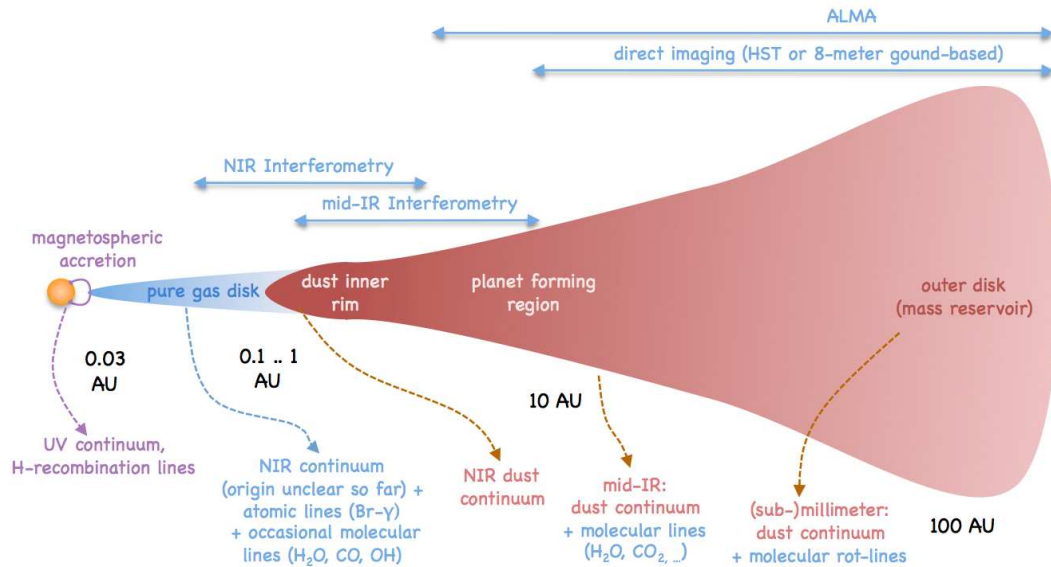 ALMA
direct imaging (HST or 8-meter gound-based)
NIR Interferometry
mid-IR Interferometry
magnetospheric
accretion
pure gas disk
dust inner
rim
planet forming
region
outer disk
(mass reservoir)
0.03
AU
0.1 .. 1
AU
10 AU
100 AU
UV continuum,
H-recombination lines
NIR continuum
(origin unclear so far) +
atomic lines (Br-γ)
+ occasional molecular
lines (H₂O, CO, OH)
NIR dust
continuum
mid-IR:
dust continuum
+ molecular lines
(H₂O, CO₂, ...)
(sub-)millimeter:
dust continuum
+ molecular rot-lines